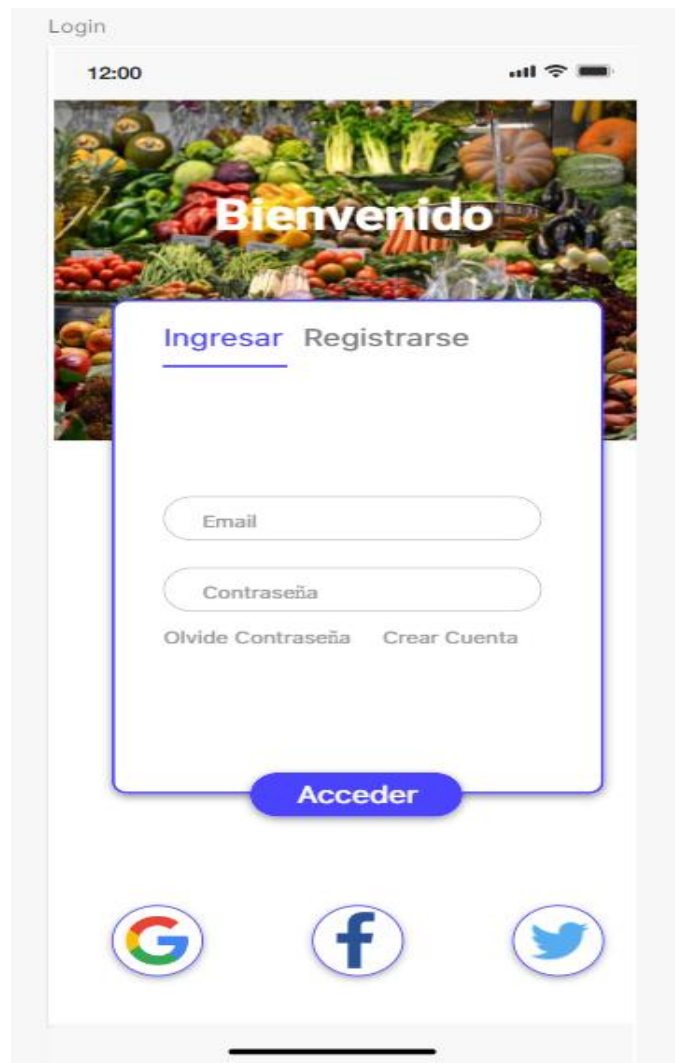 Login
12:00
Bienvenido
Ingresar Registrarse
Email
Contraseña
Olvide Contraseña Crear Cuenta
Acceder